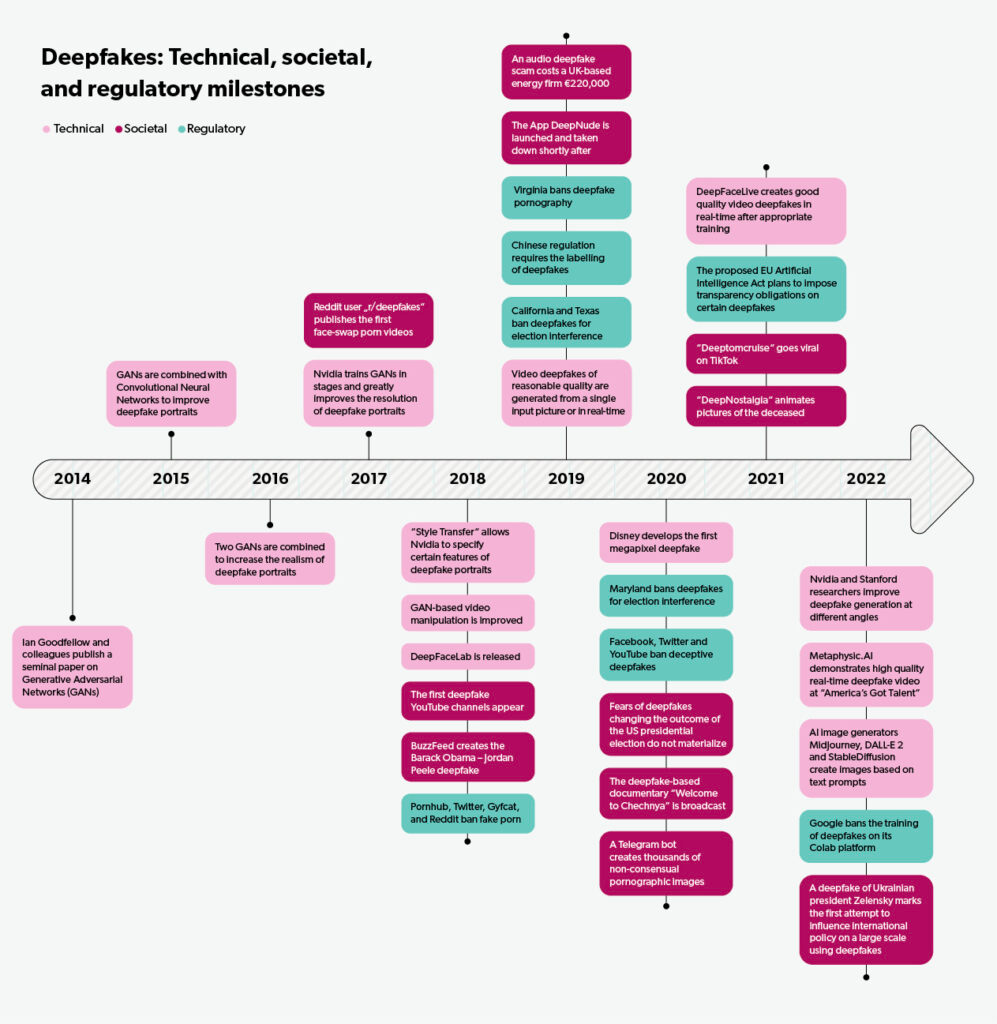 Deepfakes: Technical, societal,
and regulatory milestones
Technical
Societal
Regulatory
An audio deepfake
scam costs a UK-based
energy firm €220,000
The App DeepNude is
launched and taken
down shortly after
Virginia bans deepfake
pornography
Chinese regulation
requires the labelling
of deepfakes
California and Texas
ban deepfakes for
election interference
Video deepfakes of
reasonable quality are
generated from a single
input picture or in real-time
DeepFaceLive creates good
quality video deepfakes in
real-time after appropriate
training
The proposed EU Artificial
Intelligence Act plans to impose
transparency obligations on
certain deepfakes
“Deeptomcruise” goes viral
on TikTok
“DeepNostalgia” animates
pictures of the deceased
Reddit user „r/deepfakes“
publishes the first
face-swap porn videos
Nvidia trains GANs in
stages and greatly
improves the resolution
of deepfake portraits
GANs are combined with
Convolutional Neural
Networks to improve
deepfake portraits
2014
2015
2016
2017
2018
2019
2020
2021
2022
Ian Goodfellow and
colleagues publish a
seminal paper on
Generative Adversarial
Networks (GANs)
Two GANs are combined
to increase the realism of
deepfake portraits
“Style Transfer” allows
Nvidia to specify
certain features of
deepfake portraits
GAN-based video
manipulation is improved
DeepFaceLab is released
The first deepfake
YouTube channels appear
BuzzFeed creates the
Barack Obama – Jordan
Peele deepfake
Pornhub, Twitter, Gyfcat,
and Reddit ban fake porn
Disney develops the first
megapixel deepfake
Maryland bans deepfakes
for election interference
Facebook, Twitter and
YouTube ban deceptive
deepfakes
Fears of deepfakes
changing the outcome of
the US presidential
election do not materialize
The deepfake-based
documentary “Welcome
to Chechnya” is broadcast
A Telegram bot
creates thousands of
non-consensual
pornographic images
Nvidia and Stanford
researchers improve
deepfake generation at
different angles
Metaphysic.AI
demonstrates high quality
real-time deepfake video
at “America’s Got Talent”
AI image generators
Midjourney, DALL-E 2
and StableDiffusion
create images based on
text prompts
Google bans the training
of deepfakes on its
Colab platform
A deepfake of Ukrainian
president Zelensky marks
the first attempt to
influence international
policy on a large scale
using deepfakes